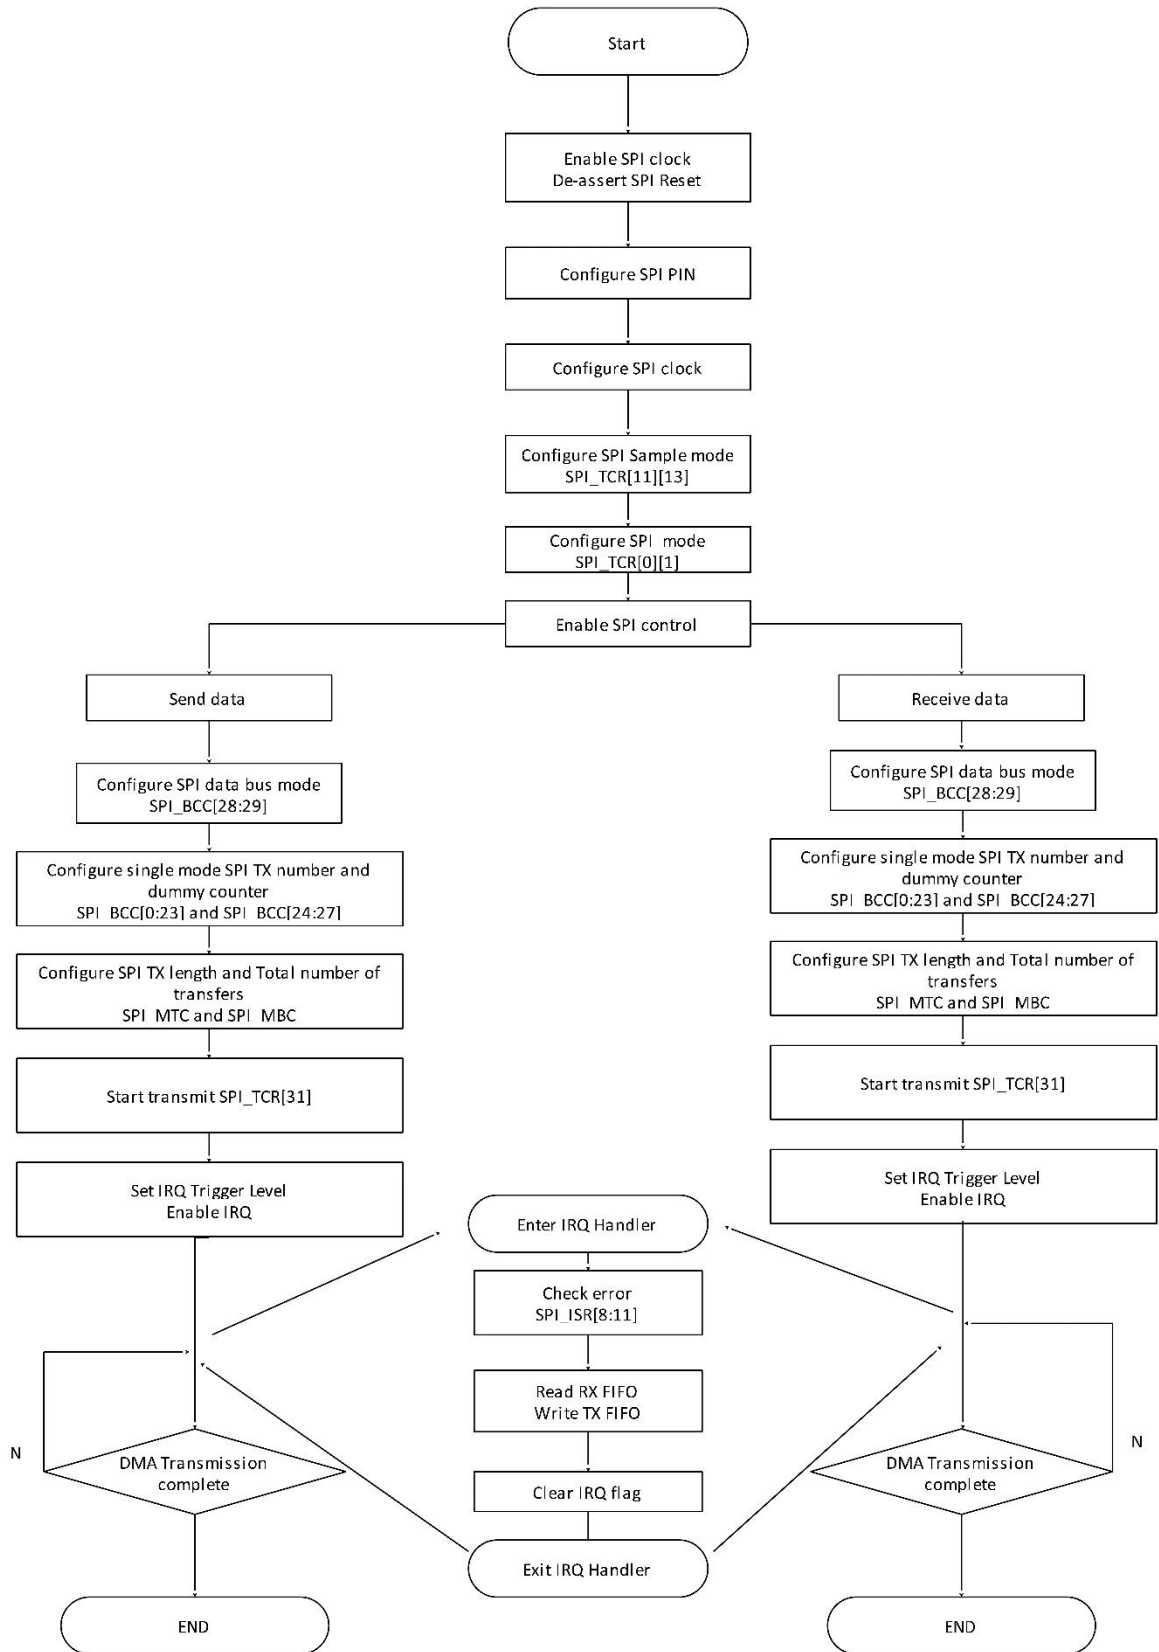 Start
Enable SPI clock
De-assert SPI Reset
Configure SPI PIN
Configure SPI clock
Configure SPI Sample mode
SPI_TCR[11][13]
Configure SPI mode
SPI_TCR[0][1]
Enable SPI control
Send data
Configure SPI data bus mode
SPI_BCC[28:29]
Configure single mode SPI TX number and
dummy counter
SPI_BCC[0:23] and SPI_BCC[24:27]
Configure SPI TX length and Total number of
transfers
SPI_MTC and SPI_MBC
Start transmit SPI_TCR[31]
Set IRQ Trigger Level
Enable IRQ
N
DMA Transmission
complete
END
Enter IRQ Handler
Check error
SPI_ISR[8:11]
Read RX FIFO
Write TX FIFO
Clear IRQ flag
Exit IRQ Handler
Receive data
Configure SPI data bus mode
SPI_BCC[28:29]
Configure single mode SPI TX number and
dummy counter
SPI_BCC[0:23] and SPI_BCC[24:27]
Configure SPI TX length and Total number of
transfers
SPI_MTC and SPI_MBC
Start transmit SPI_TCR[31]
Set IRQ Trigger Level
Enable IRQ
N
DMA Transmission
complete
END